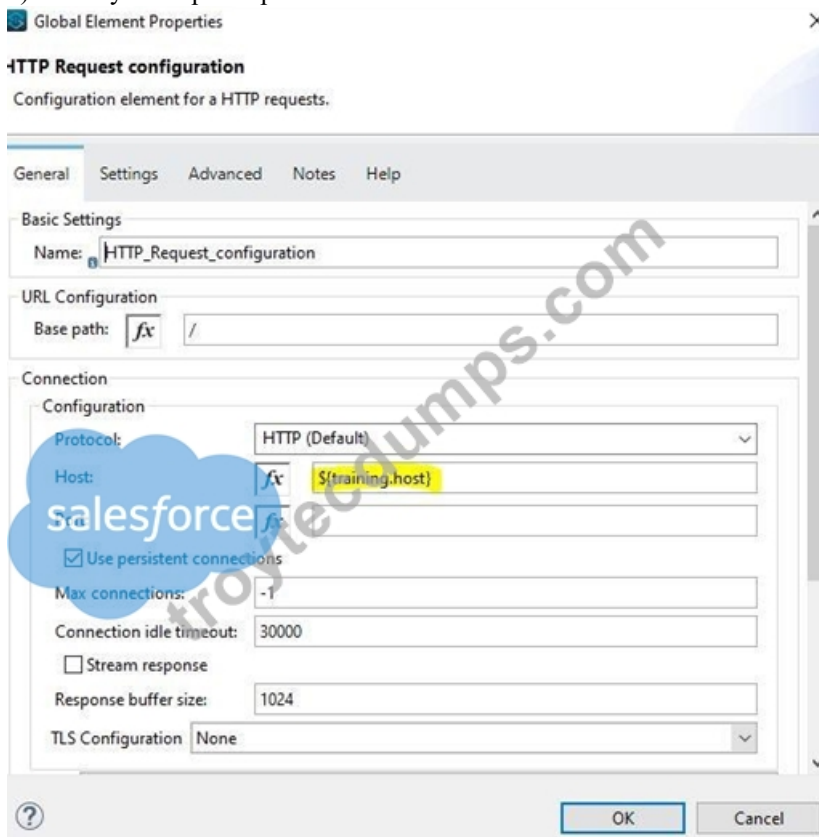 Global Element Properties
HTTP Request configuration
Configuration element for a HTTP requests.
General Settings Advanced Notes Help
Basic Settings
Name: HTTP_Request_configuration
URL Configuration
Base path: fx /
Connection
Configuration
Protocol: HTTP (Default)
Host: fx ${training.host}
salesforce
fx
Use persistent connections
Max connections: -1
Connection idle timeout: 30000
Stream response
Response buffer size: 1024
TLS Configuration None
troytecdumps.com
? OK Cancel